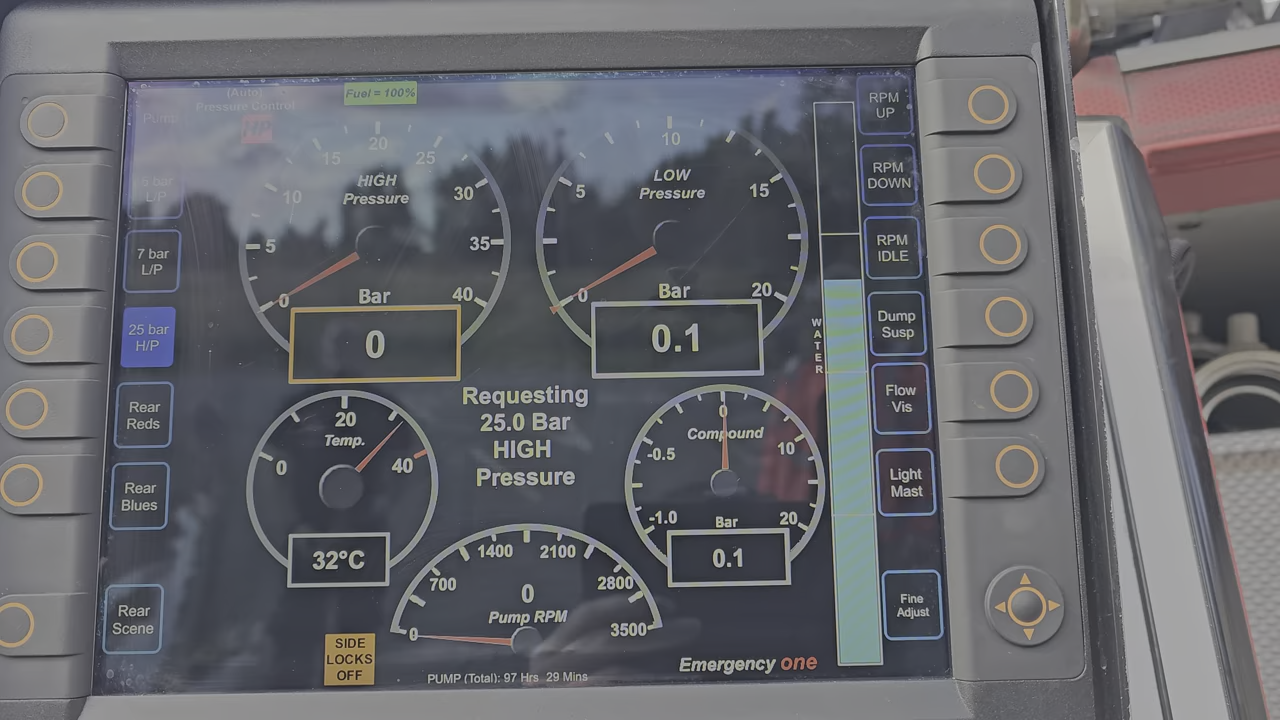 (Auto)
Pressure Control
HP
Fuel = 100%
Pump
5 bar
L/P
7 bar
L/P
25 bar
H/P
Rear
Reds
Rear
Blues
Rear
Scene
HIGH
Pressure
0
5
10
15
20
25
30
35
40
Bar
0
LOW
Pressure
0
5
10
15
20
Bar
0.1
WATER
RPM
UP
RPM
DOWN
RPM
IDLE
Dump
Susp
Flow
Vis
Light
Mast
Fine
Adjust
Requesting
25.0 Bar
HIGH
Pressure
Temp.
0
20
40
32°C
Compound
-1.0
-0.5
0
10
20
Bar
0.1
0
700
1400
2100
2800
3500
0
Pump RPM
SIDE
LOCKS
OFF
PUMP (Total): 97 Hrs 29 Mins
Emergency one